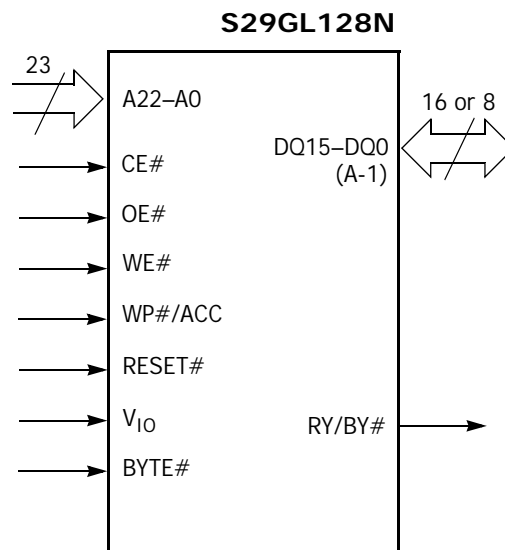 S29GL128N
23
A22–A0
16 or 8
DQ15–DQ0
(A-1)
CE#
OE#
WE#
WP#/ACC
RESET#
VIO
RY/BY#
BYTE#